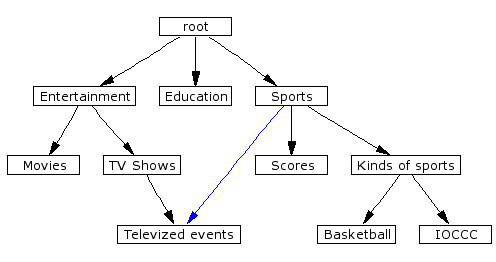 root
Entertainment
Education
Sports
Movies
TV Shows
Scores
Kinds of sports
Televized events
Basketball
IOCCC